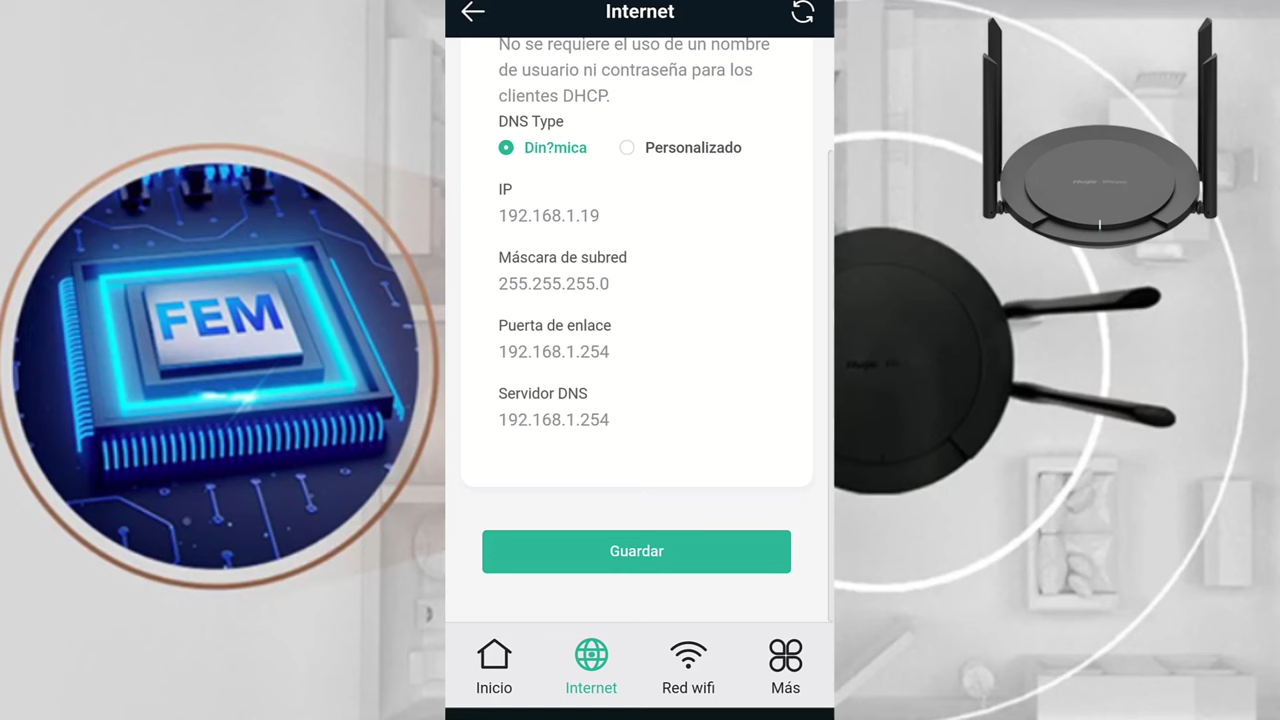 Internet
No se requiere el uso de un nombre
de usuario ni contraseña para los
clientes DHCP.
DNS Type
Din?mica
Personalizado
IP
192.168.1.19
Máscara de subred
255.255.255.0
Puerta de enlace
192.168.1.254
Servidor DNS
192.168.1.254
Guardar
Inicio
Internet
Red wifi
Más
FEM